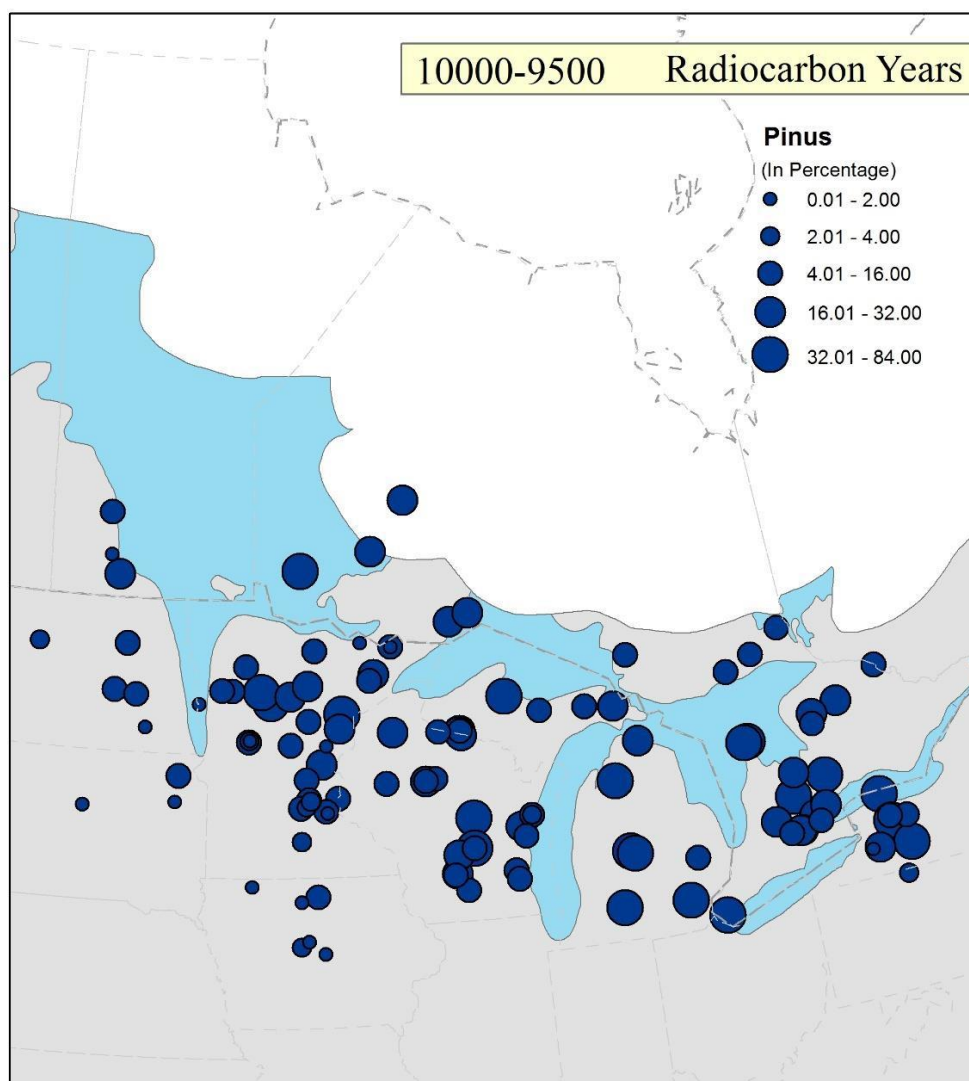 10000-9500 Radiocarbon Years
Pinus
(In Percentage)
0.01 - 2.00
2.01 - 4.00
4.01 - 16.00
16.01 - 32.00
32.01 - 84.00